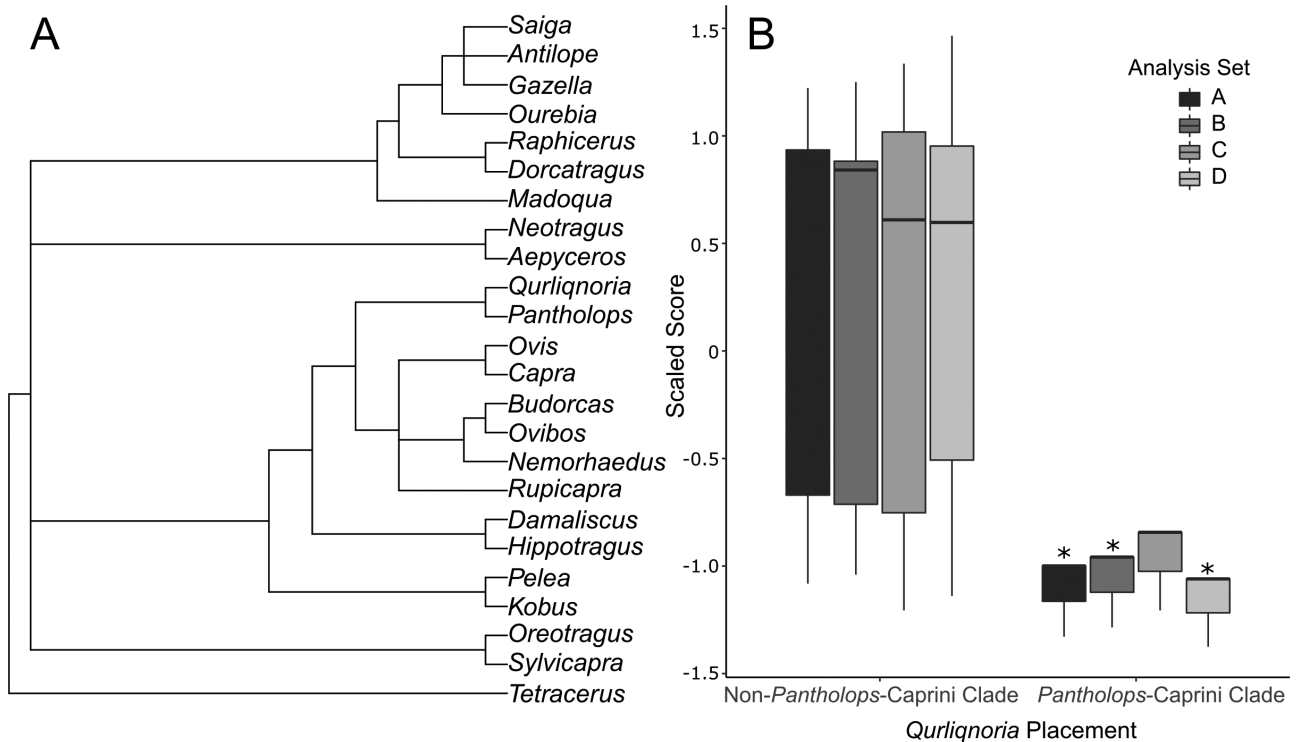 A
Saiga
Antilope
Gazella
Ourebia
Raphicerus
Dorcatragus
Madoqua
Neotragus
Aepyceros
Qurliqnoria
Pantholops
Ovis
Capra
Budorcas
Ovibos
Nemorhaedus
Rupicapra
Damaliscus
Hippotragus
Pelea
Kobus
Oreotragus
Sylvicapra
Tetracerus
B
Scaled Score
1.5
1.0
0.5
0
-0.5
-1.0
-1.5
Analysis Set
A
B
C
D
* * *
Non-Pantholops-Caprini Clade
Pantholops-Caprini Clade
Qurliqnoria Placement